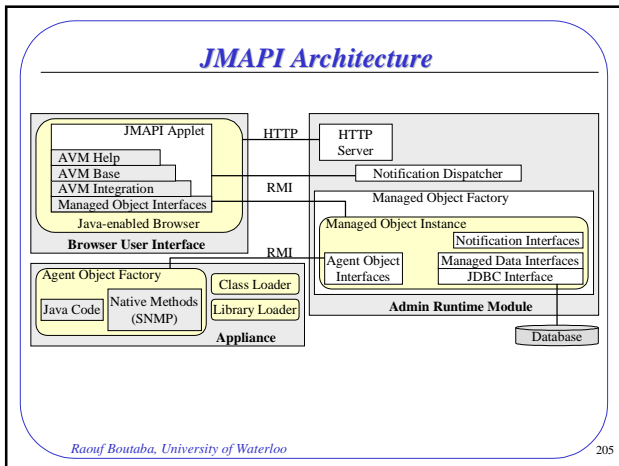 JMAPI Architecture
JMAPI Applet
AVM Help
AVM Base
AVM Integration
Managed Object Interfaces
Java-enabled Browser
Browser User Interface
HTTP
RMI
HTTP
Server
Notification Dispatcher
Managed Object Factory
Managed Object Instance
Notification Interfaces
Agent Object
Interfaces
Managed Data Interfaces
JDBC Interface
Admin Runtime Module
RMI
Agent Object Factory
Java Code
Native Methods
(SNMP)
Class Loader
Library Loader
Appliance
Database
Raouf Boutaba, University of Waterloo
205